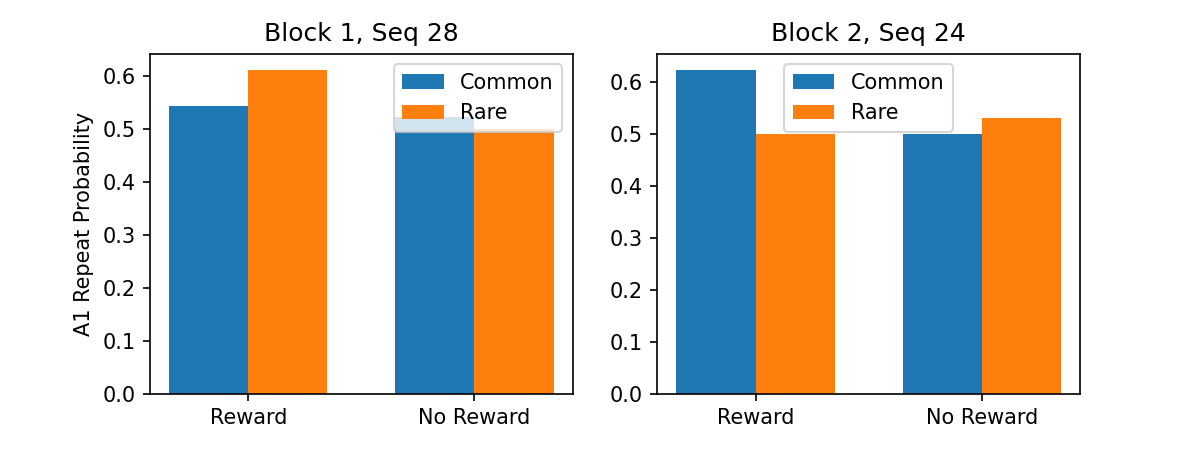 Block 1, Seq 28
A1 Repeat Probability
0.6
0.5
0.4
0.3
0.2
0.1
0.0
Common
Rare
Reward
No Reward
Block 2, Seq 24
0.6
0.5
0.4
0.3
0.2
0.1
0.0
Common
Rare
Reward
No Reward